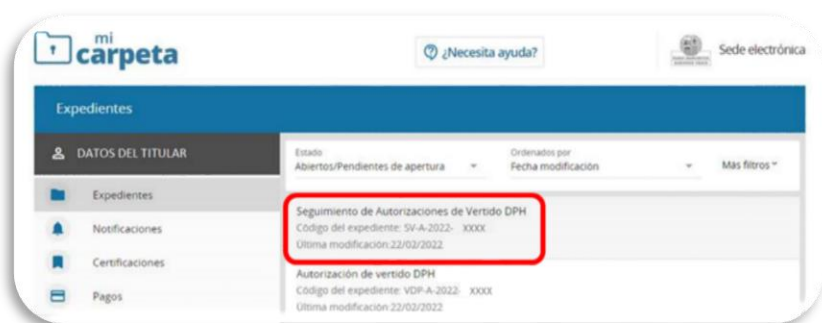 mi
carpeta
¿Necesita ayuda?
Sede electrónica
Expedientes
DATOS DEL TITULAR
Expedientes
Notificaciones
Certificaciones
Pagos
Estado
Abiertos/Pendientes de apertura
Ordenados por
Fecha modificación
Más filtros
Seguimiento de Autorizaciones de Vertido DPH
Código del expediente: SV-A-2022- XXXX
Última modificación:22/02/2022
Autorización de vertido DPH
Código del expediente: VDP-A-2022- XXXX
Última modificación:22/02/2022